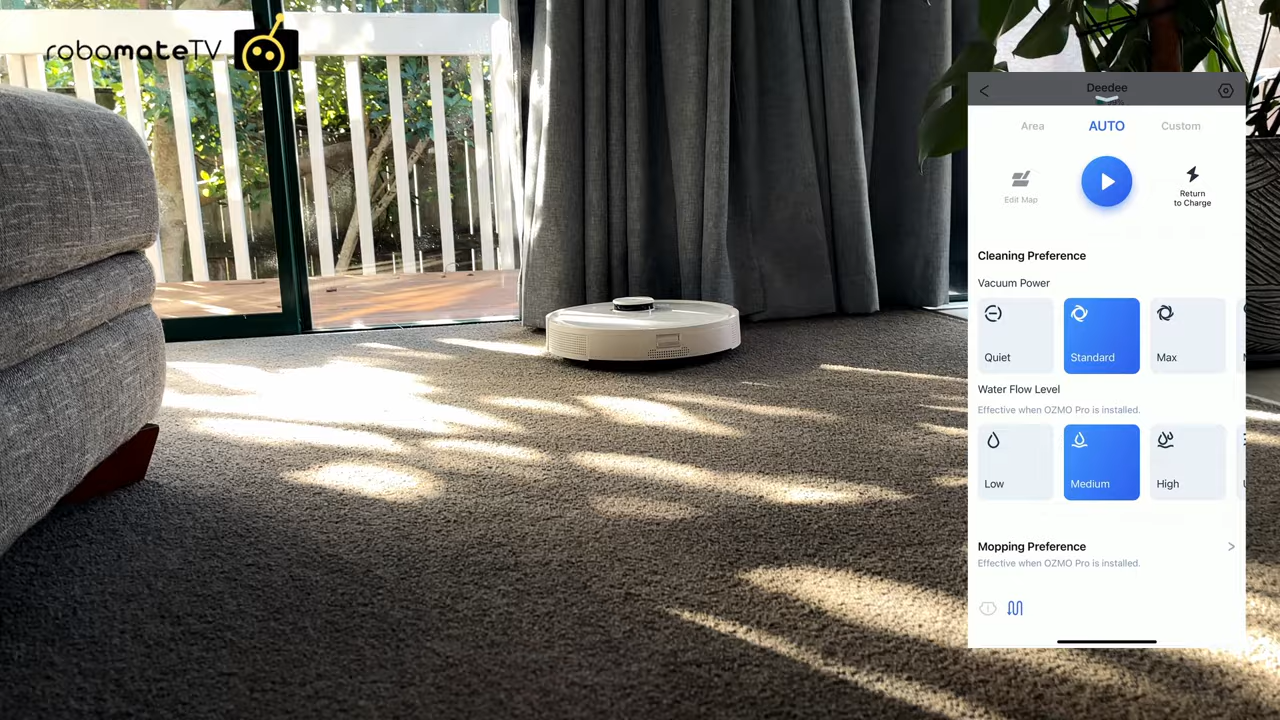 robomateTV
Deedee
Area AUTO Custom
Edit Map
Return
to Charge
Cleaning Preference
Vacuum Power
Quiet Standard Max
Water Flow Level
Effective when OZMO Pro is installed.
Low Medium High
Mopping Preference
Effective when OZMO Pro is installed.